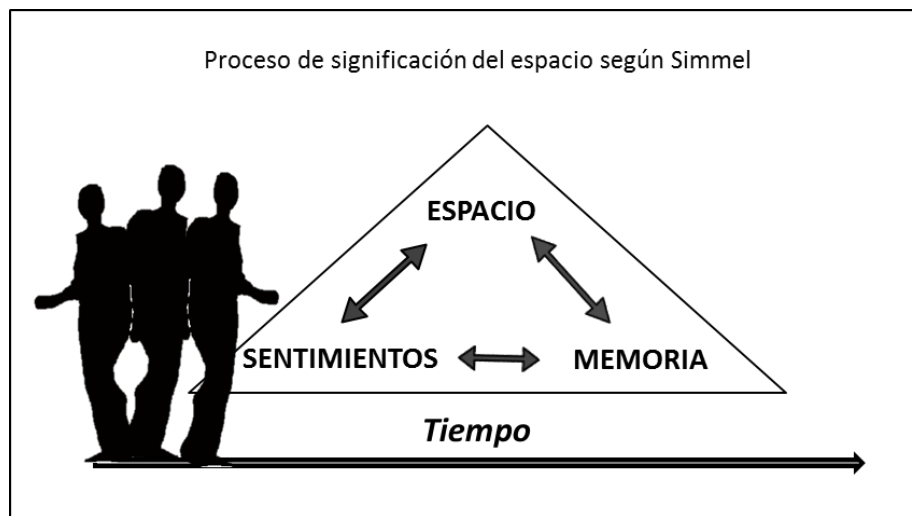 Proceso de significación del espacio según Simmel
ESPACIO
SENTIMIENTOS
MEMORIA
Tiempo